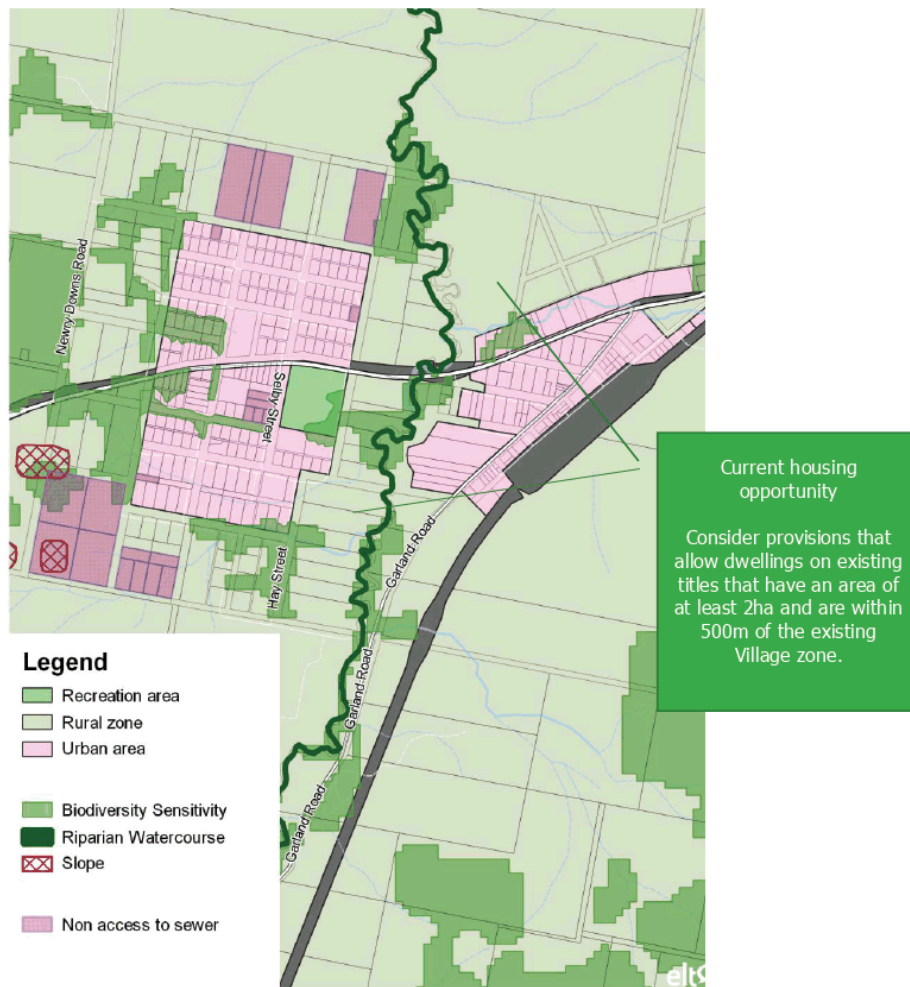 Newry Downs Road
Selby Street
Hay Street
Garland Road
Garland Road
Garland Road
Current housing
opportunity
Consider provisions that
allow dwellings on existing
titles that have an area of
at least 2ha and are within
500m of the existing
Village zone.
Legend
Recreation area
Rural zone
Urban area
Biodiversity Sensitivity
Riparian Watercourse
Slope
Non access to sewer